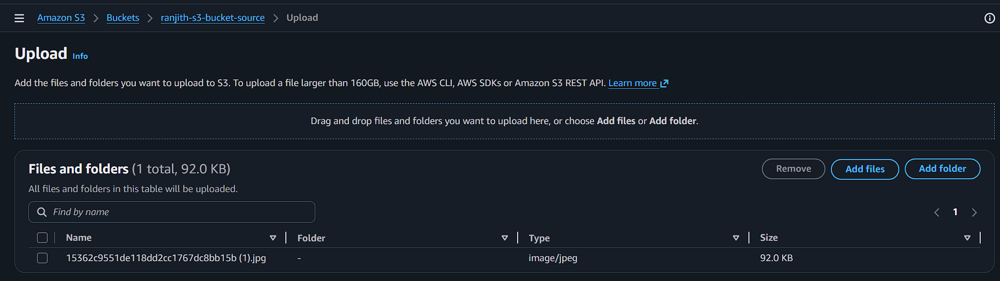 Amazon S3 > Buckets > ranjith-s3-bucket-source > Upload
Upload Info
Add the files and folders you want to upload to S3. To upload a file larger than 160GB, use the AWS CLI, AWS SDKs or Amazon S3 REST API. Learn more
Drag and drop files and folders you want to upload here, or choose Add files or Add folder.
Files and folders (1 total, 92.0 KB)
Remove Add files Add folder
All files and folders in this table will be uploaded.
Find by name
1
Name Folder Type Size
15362c9551de118dd2cc1767dc8bb15b (1).jpg - image/jpeg 92.0 KB